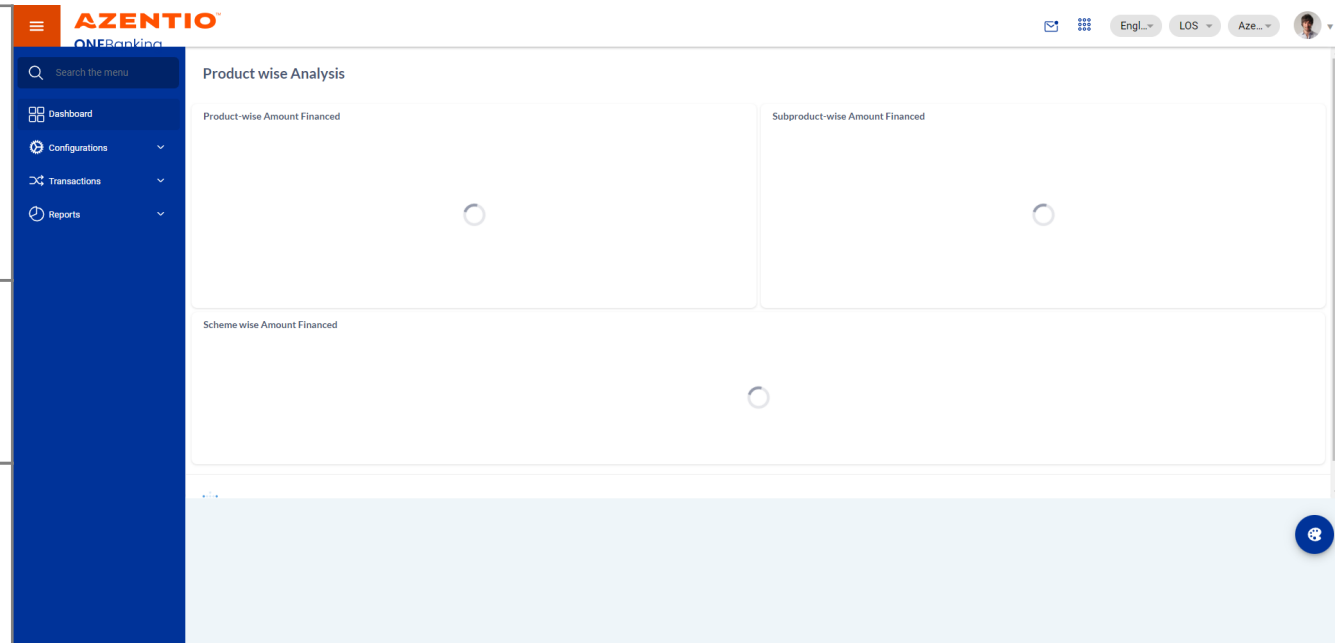 AZENTIO™
ONEBanking
Engl...
LOS
Aze...
Search the menu
Dashboard
Configurations
Transactions
Reports
Product wise Analysis
Product-wise Amount Financed
Subproduct-wise Amount Financed
Scheme wise Amount Financed